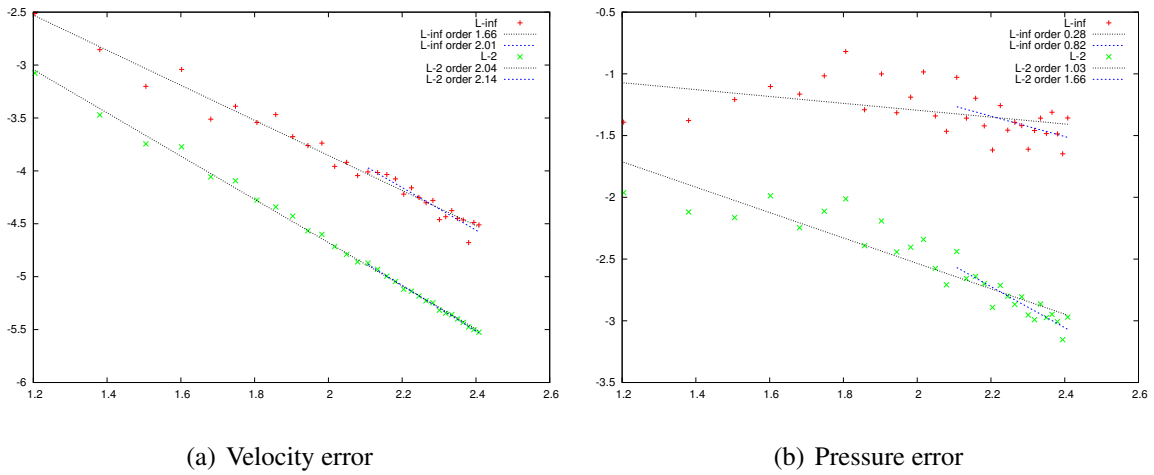 -2.5
-3
-3.5
-4
-4.5
-5
-5.5
-6
1.2
1.4
1.6
1.8
2
2.2
2.4
2.6
L-inf
L-inf order 1.66
L-inf order 2.01
L-2
L-2 order 2.04
L-2 order 2.14
(a) Velocity error
-0.5
-1
-1.5
-2
-2.5
-3
-3.5
1.2
1.4
1.6
1.8
2
2.2
2.4
2.6
L-inf
L-inf order 0.28
L-inf order 0.82
L-2
L-2 order 1.03
L-2 order 1.66
(b) Pressure error